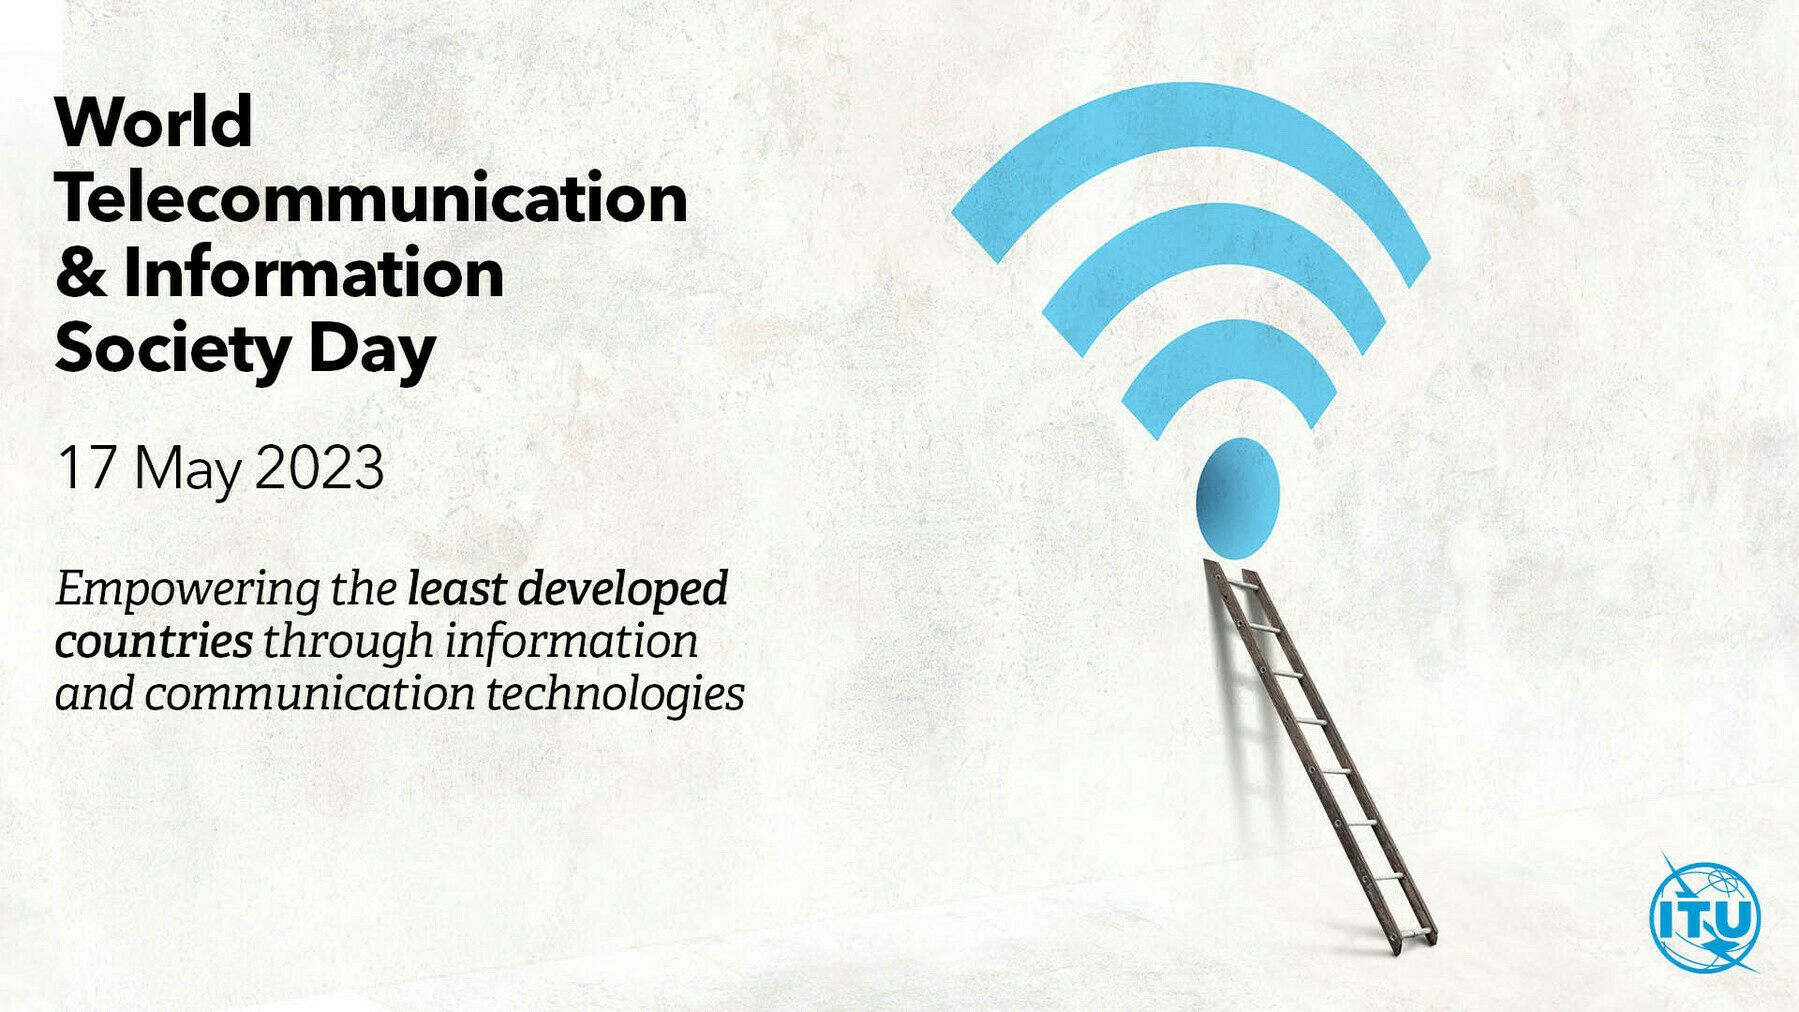 World
Telecommunication
& Information
Society Day
17 May 2023
Empowering the least developed
countries through information
and communication technologies
ITU